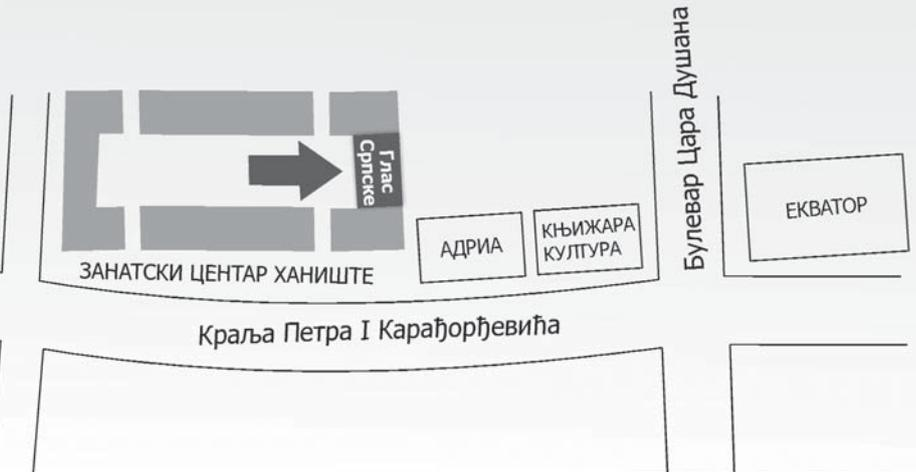 Булевар Цара Душана
Глас
Српске
ЕКВАТОР
АДРИА
КЊИЖАРА
КУЛТУРА
ЗАНАТСКИ ЦЕНТАР ХАНИШТЕ
Краља Петра I Карађорђевића